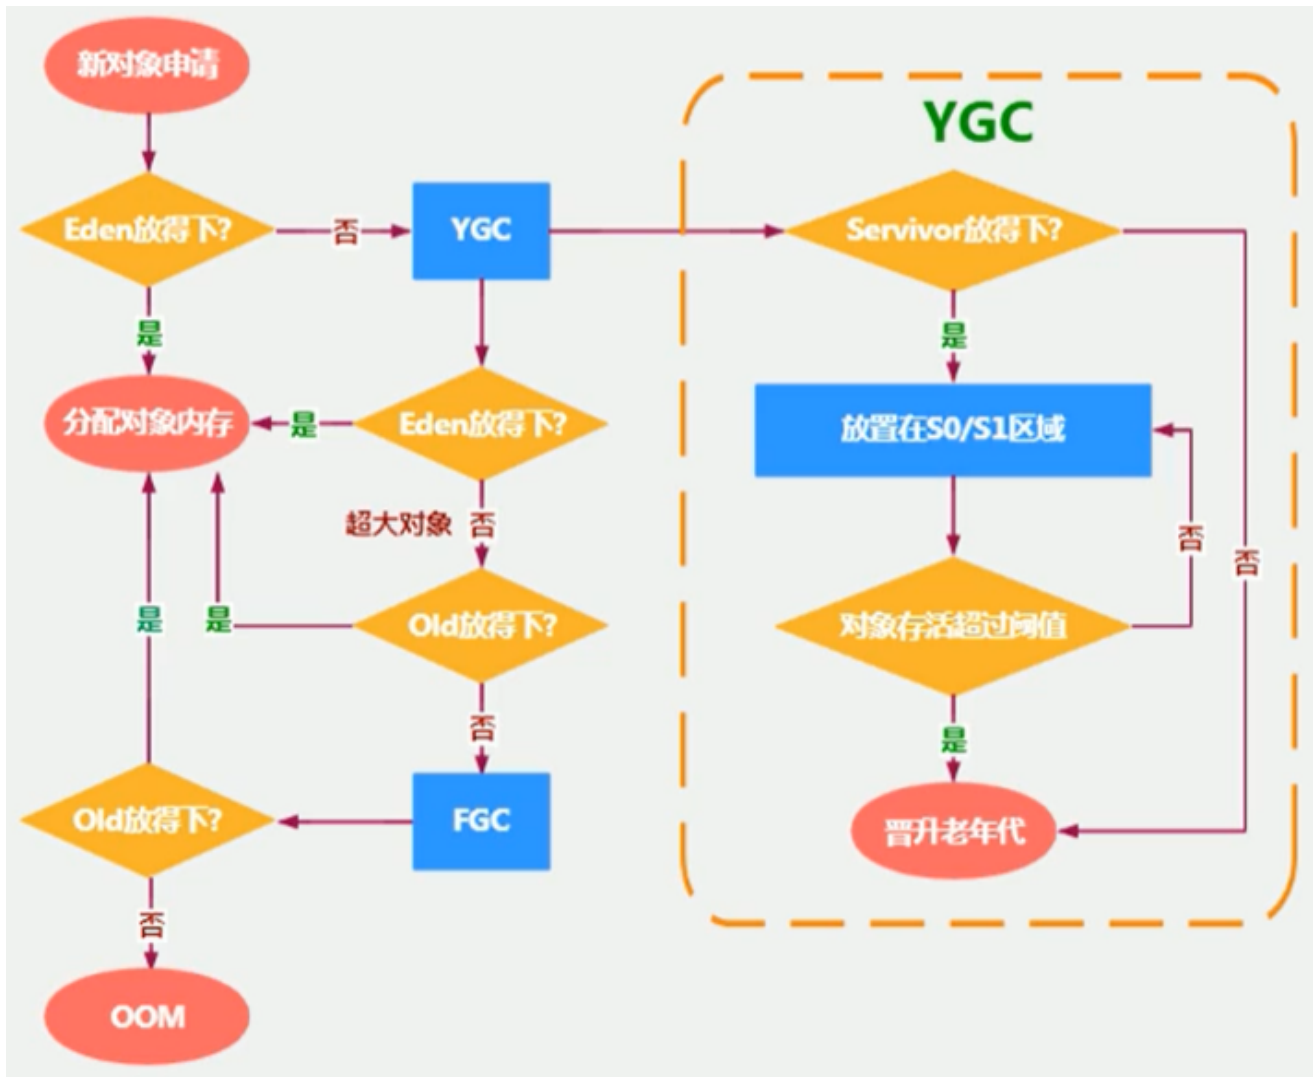 新对象申请
YGC
Eden放得下?
否
YGC
Servivor放得下?
是
是
分配对象内存
是
Eden放得下?
放置在S0/S1区域
超大对象
否
否
否
是
是
Old放得下?
对象存活超过阈值
否
是
Old放得下?
FGC
晋升老年代
否
OOM